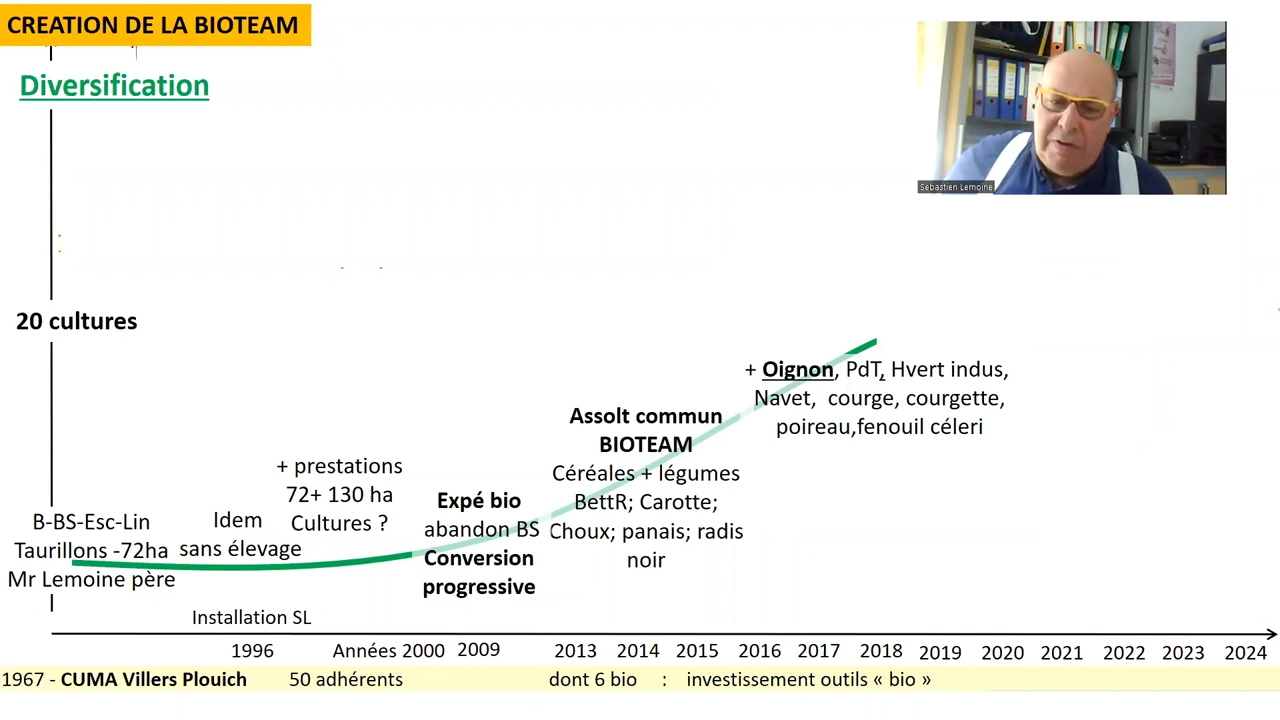 CREATION DE LA BIOTEAM
Diversification
Sébastien Lemoine
20 cultures
+ Oignon, PdT, Hvert indus,
Navet, courge, courgette,
poireau,fenouil céleri
Assolt commun
BIOTEAM
Céréales + légumes
BettR; Carotte;
Choux; panais; radis
noir
+ prestations
72+ 130 ha
Cultures ?
Expé bio
abandon BS
Conversion
progressive
B-BS-Esc-Lin
Taurillons -72ha
Mr Lemoine père
Idem
sans élevage
Installation SL
1996 Années 2000 2009 2013 2014 2015 2016 2017 2018 2019 2020 2021 2022 2023 2024
1967 - CUMA Villers Plouich 50 adhérents dont 6 bio : investissement outils « bio »